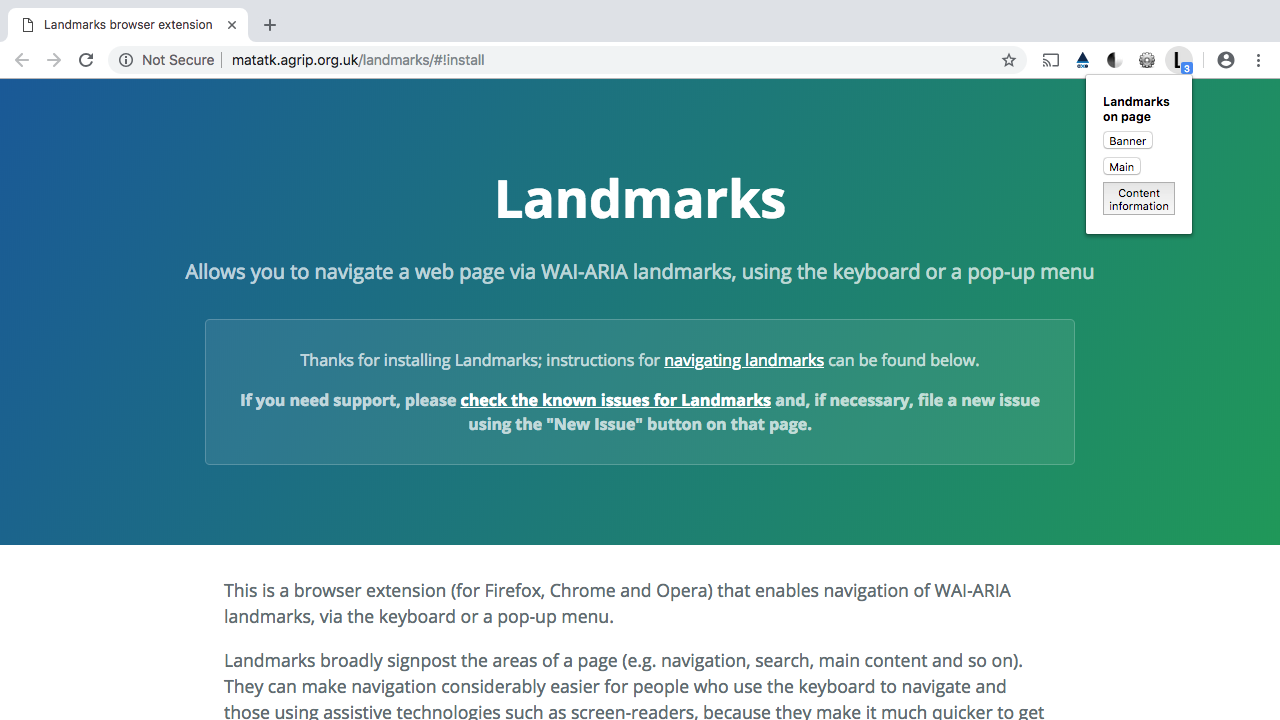 Landmarks browser extension
Not Secure
matatk.agrip.org.uk/landmarks/#!install
L
3
Landmarks
on page
Banner
Main
Content
information
Landmarks
Allows you to navigate a web page via WAI-ARIA landmarks, using the keyboard or a pop-up menu
Thanks for installing Landmarks; instructions for navigating landmarks can be found below.
If you need support, please check the known issues for Landmarks and, if necessary, file a new issue
using the "New Issue" button on that page.
This is a browser extension (for Firefox, Chrome and Opera) that enables navigation of WAI-ARIA
landmarks, via the keyboard or a pop-up menu.
Landmarks broadly signpost the areas of a page (e.g. navigation, search, main content and so on).
They can make navigation considerably easier for people who use the keyboard to navigate and
those using assistive technologies such as screen-readers, because they make it much quicker to get